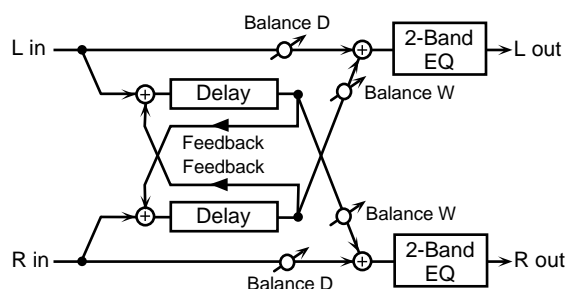 Balance D
L in
2-Band
EQ
L out
Delay
Balance W
Feedback
Feedback
Delay
Balance W
R in
Balance D
2-Band
EQ
R out